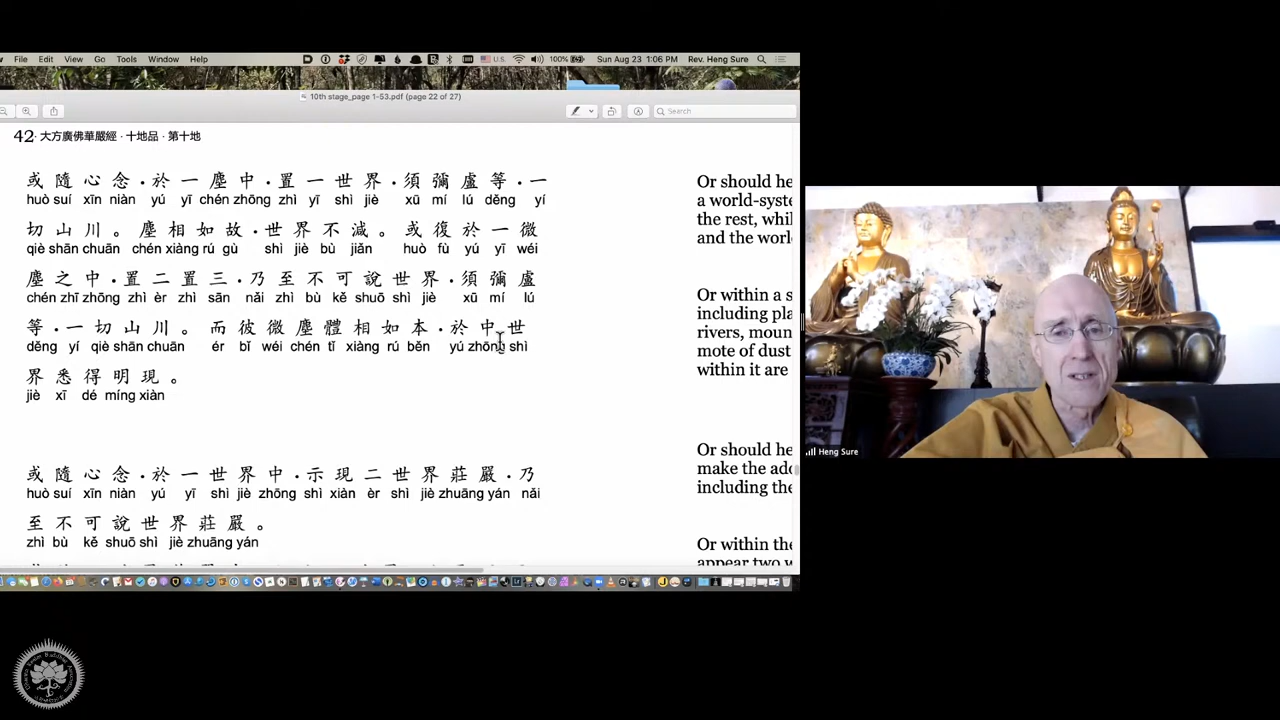 File Edit View Go Tools Window Help
U.S. 100% Sun Aug 23 1:06 PM Rev. Heng Sure
10th stage_page 1-53.pdf (page 22 of 27)
Search
42· 大方廣佛華嚴經 · 十地品 · 第十地
或 隨 心 念 · 於 一 塵 中 · 置 一 世 界 · 須 彌 盧 等 · 一
huò suí xīn niàn yú yī chén zhōng zhì yī shì jiè xū mí lú děng yí
切 山 川 。 塵 相 如 故 · 世 界 不 減 。 或 復 於 一 微
qiè shān chuān chén xiàng rú gù shì jiè bù jiǎn huò fù yú yī wéi
塵 之 中 · 置 二 置 三 · 乃 至 不 可 說 世 界 · 須 彌 盧
chén zhī zhōng zhì èr zhì sān nǎi zhì bù kě shuō shì jiè xū mí lú
等 · 一 切 山 川 。 而 彼 微 塵 體 相 如 本 · 於 中 世
děng yí qiè shān chuān ér bǐ wéi chén tǐ xiàng rú běn yú zhōng shì
界 悉 得 明 現 。
jiè xī dé míng xiàn
或 隨 心 念 · 於 一 世 界 中 · 示 現 二 世 界 莊 嚴 · 乃
huò suí xīn niàn yú yī shì jiè zhōng shì xiàn èr shì jiè zhuāng yán nǎi
至 不 可 說 世 界 莊 嚴 。
zhì bù kě shuō shì jiè zhuāng yán
Or should he
a world-syste
the rest, whil
and the worl
Or within a s
including pla
rivers, moun
mote of dust
within it are
Or should he
make the ado
including the
Or within the
appear two w
Heng Sure